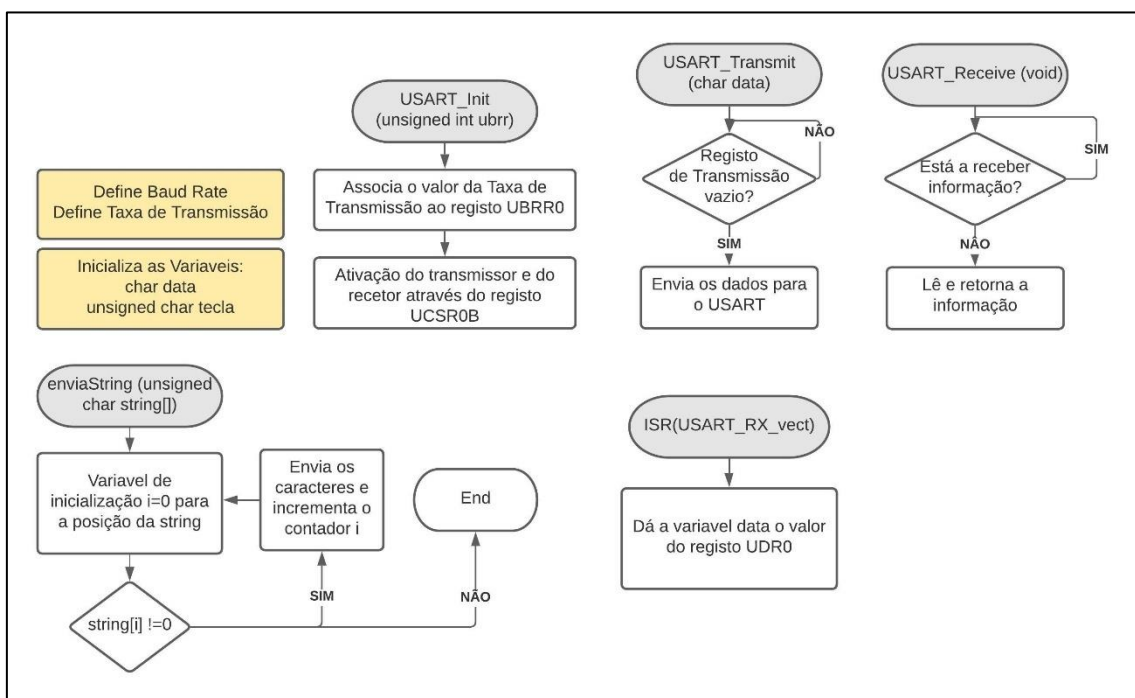 USART_Init
(unsigned int ubrr)
Associa o valor da Taxa de
Transmissão ao registo UBRR0
Ativação do transmissor e do
recetor através do registo
UCSR0B
Define Baud Rate
Define Taxa de Transmissão
Inicializa as Variaveis:
char data
unsigned char tecla
USART_Transmit
(char data)
NÃO
Registo
de Transmissão
vazio?
SIM
Envia os dados para
o USART
USART_Receive (void)
SIM
Está a receber
informação?
NÃO
Lê e retorna a
informação
enviaString (unsigned
char string[])
Variavel de
inicialização i=0 para
a posição da string
Envia os
caracteres e
incrementa o
contador i
End
SIM
NÃO
string[i] !=0
ISR(USART_RX_vect)
Dá a variavel data o valor
do registo UDR0